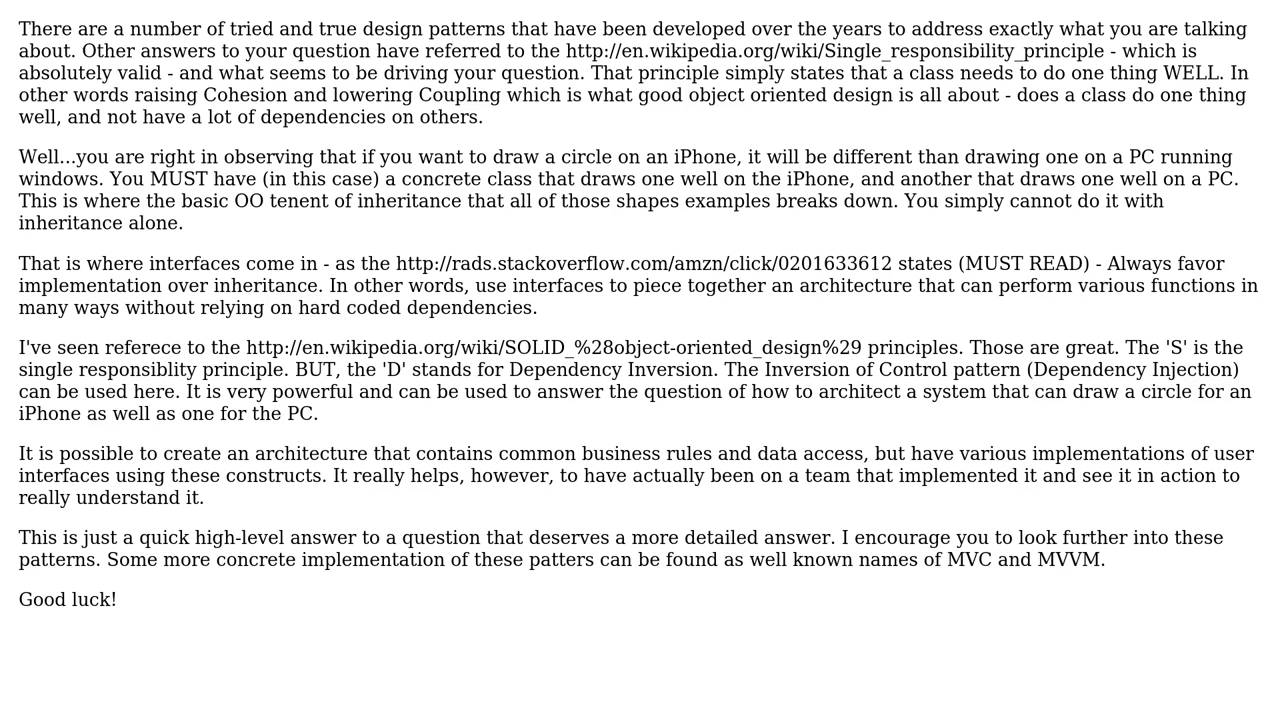 There are a number of tried and true design patterns that have been developed over the years to address exactly what you are talking
about. Other answers to your question have referred to the http://en.wikipedia.org/wiki/Single_responsibility_principle - which is
absolutely valid - and what seems to be driving your question. That principle simply states that a class needs to do one thing WELL. In
other words raising Cohesion and lowering Coupling which is what good object oriented design is all about - does a class do one thing
well, and not have a lot of dependencies on others.
Well...you are right in observing that if you want to draw a circle on an iPhone, it will be different than drawing one on a PC running
windows. You MUST have (in this case) a concrete class that draws one well on the iPhone, and another that draws one well on a PC.
This is where the basic OO tenent of inheritance that all of those shapes examples breaks down. You simply cannot do it with
inheritance alone.
That is where interfaces come in - as the http://rads.stackoverflow.com/amzn/click/0201633612 states (MUST READ) - Always favor
implementation over inheritance. In other words, use interfaces to piece together an architecture that can perform various functions in
many ways without relying on hard coded dependencies.
I've seen referece to the http://en.wikipedia.org/wiki/SOLID_%28object-oriented_design%29 principles. Those are great. The 'S' is the
single responsiblity principle. BUT, the 'D' stands for Dependency Inversion. The Inversion of Control pattern (Dependency Injection)
can be used here. It is very powerful and can be used to answer the question of how to architect a system that can draw a circle for an
iPhone as well as one for the PC.
It is possible to create an architecture that contains common business rules and data access, but have various implementations of user
interfaces using these constructs. It really helps, however, to have actually been on a team that implemented it and see it in action to
really understand it.
This is just a quick high-level answer to a question that deserves a more detailed answer. I encourage you to look further into these
patterns. Some more concrete implementation of these patters can be found as well known names of MVC and MVVM.
Good luck!